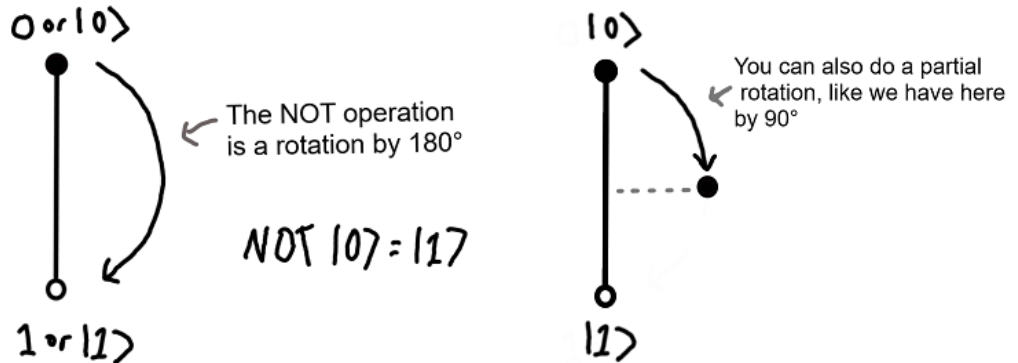 0 or |0⟩
The NOT operation
is a rotation by 180°
NOT |0⟩ = |1⟩
1 or |1⟩
|0⟩
You can also do a partial
rotation, like we have here
by 90°
|1⟩